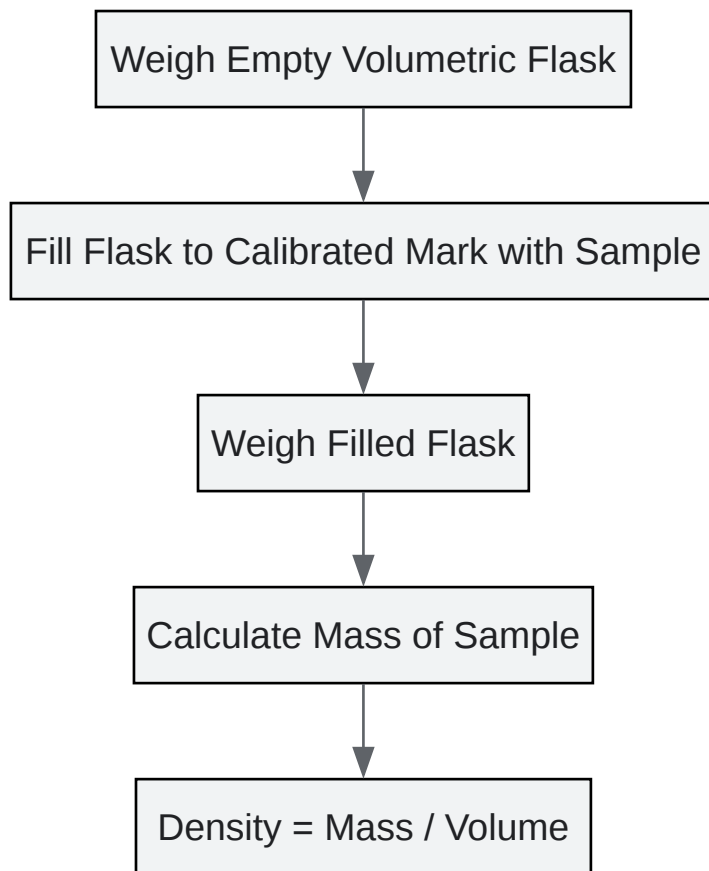 Weigh Empty Volumetric Flask
Fill Flask to Calibrated Mark with Sample
Weigh Filled Flask
Calculate Mass of Sample
Density = Mass / Volume